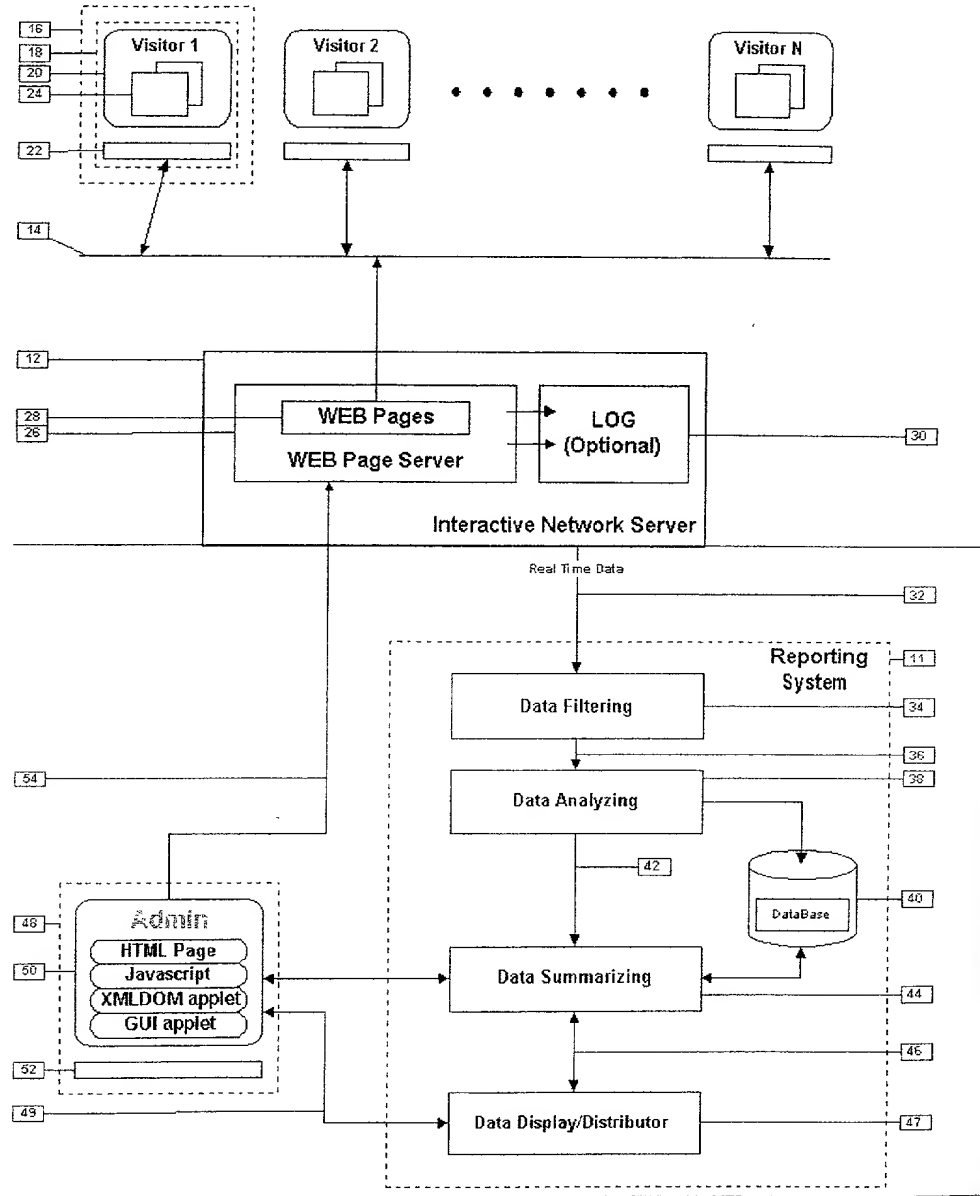 16
Visitor 1
Visitor 2
Visitor N
18
20
24
22
14
12
28
WEB Pages
LOG
(Optional)
26
WEB Page Server
30
Interactive Network Server
Real Time Data
32
Reporting
System
11
Data Filtering
34
36
54
38
Data Analyzing
42
40
DataBase
48
Admin
HTML Page
50
Javascript
XMLDOM applet
GUI applet
Data Summarizing
44
46
52
49
Data Display/Distributor
47